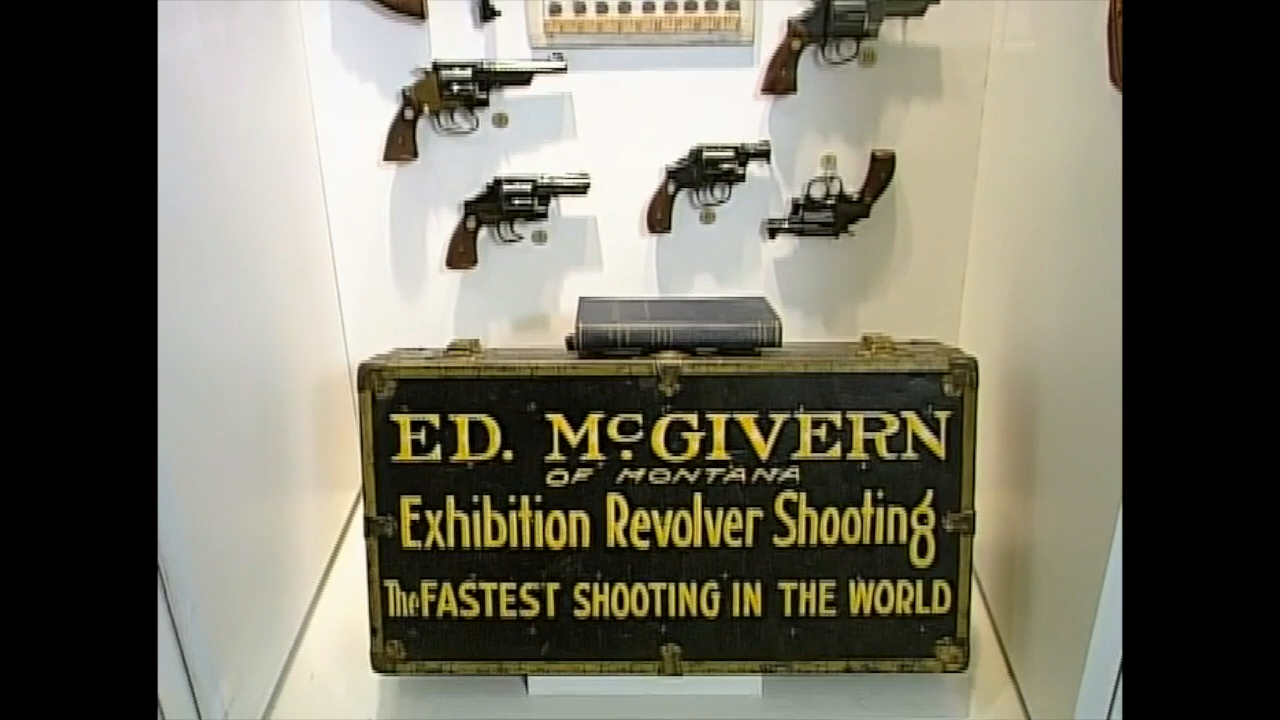 ED. McGIVERN
OF MONTANA
Exhibition Revolver Shooting
The FASTEST SHOOTING IN THE WORLD